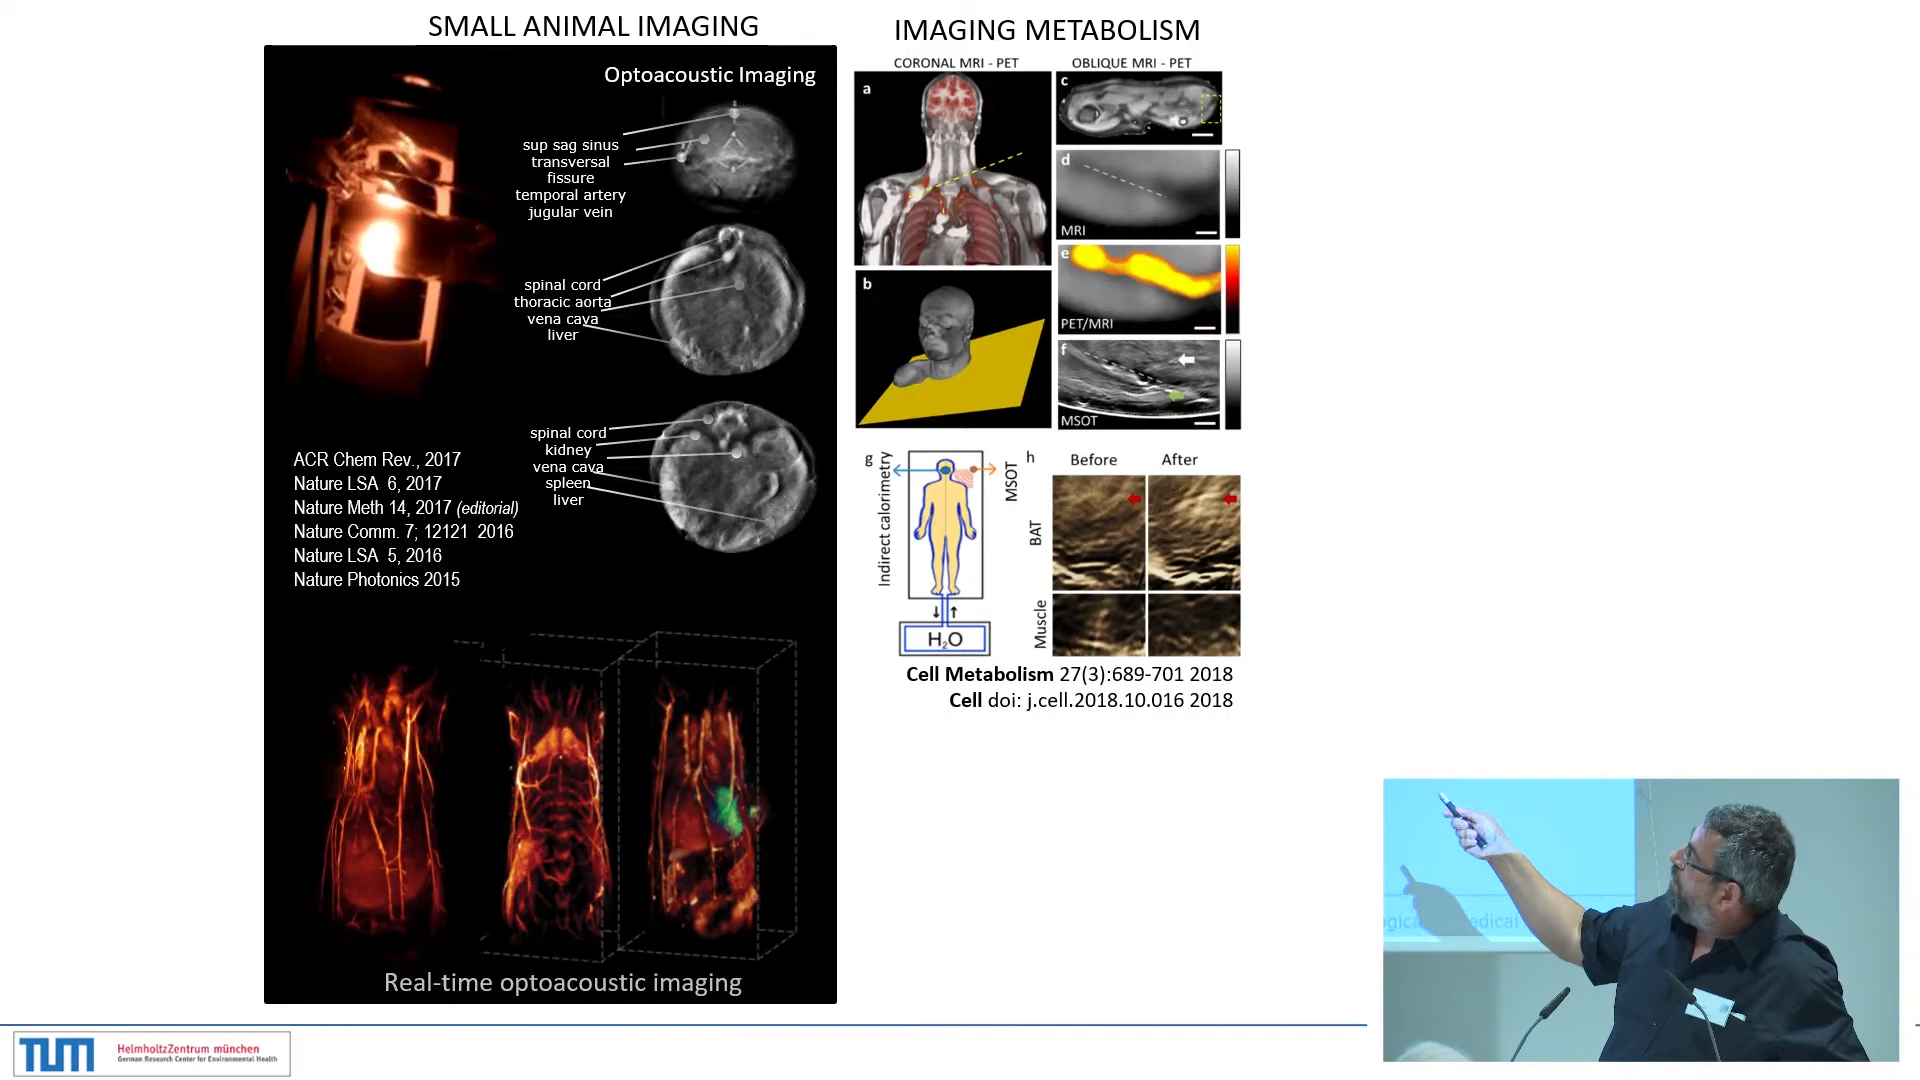 SMALL ANIMAL IMAGING
Optoacoustic Imaging
sup sag sinus
transversal
fissure
temporal artery
jugular vein
spinal cord
thoracic aorta
vena cava
liver
spinal cord
kidney
vena cava
spleen
liver
ACR Chem Rev., 2017
Nature LSA 6, 2017
Nature Meth 14, 2017 (editorial)
Nature Comm. 7; 12121 2016
Nature LSA 5, 2016
Nature Photonics 2015
Real-time optoacoustic imaging
IMAGING METABOLISM
CORONAL MRI - PET
OBLIQUE MRI - PET
a
b
c
d
MRI
e
PET/MRI
f
MSOT
g
Indirect calorimetry
MSOT
H₂O
h
Before
After
BAT
Muscle
Cell Metabolism 27(3):689-701 2018
Cell doi: j.cell.2018.10.016 2018
TUM
HelmholtzZentrum münchen
German Research Center for Environmental Health